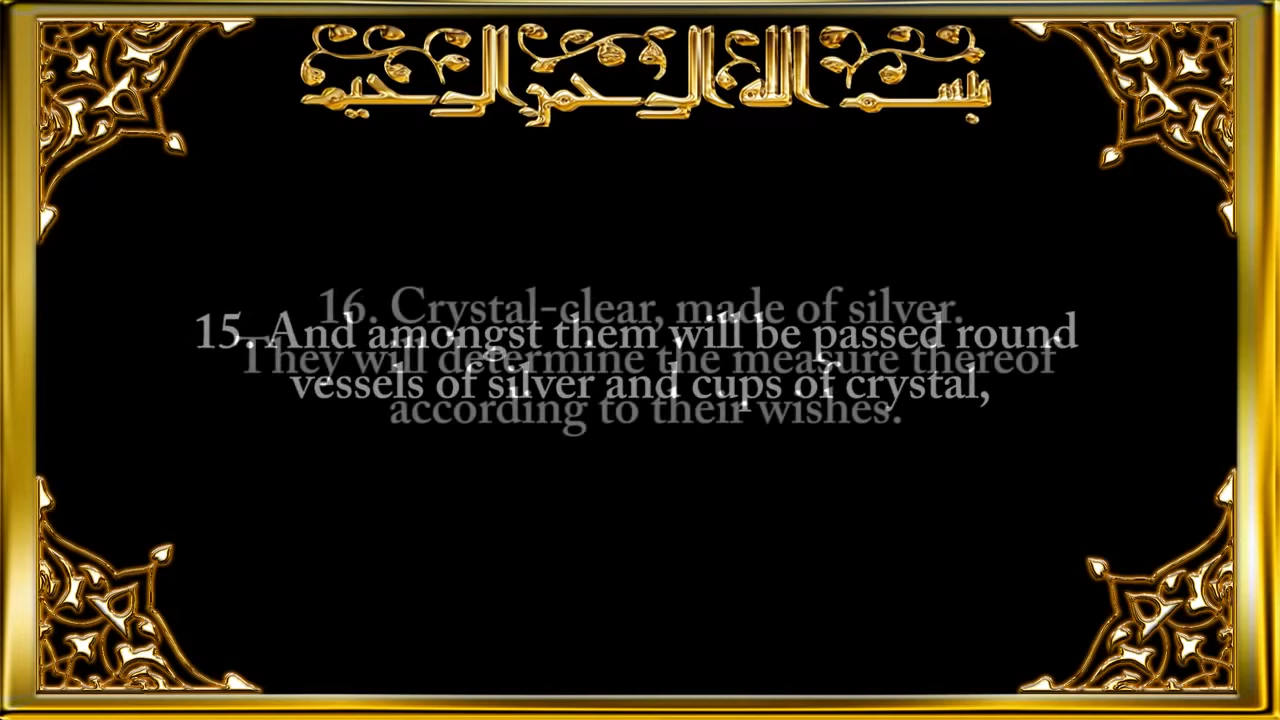 بسم الله الرحمن الرحيم
15. And amongst them will be passed round
vessels of silver and cups of crystal,
16. Crystal-clear, made of silver.
They will determine the measure thereof
according to their wishes.